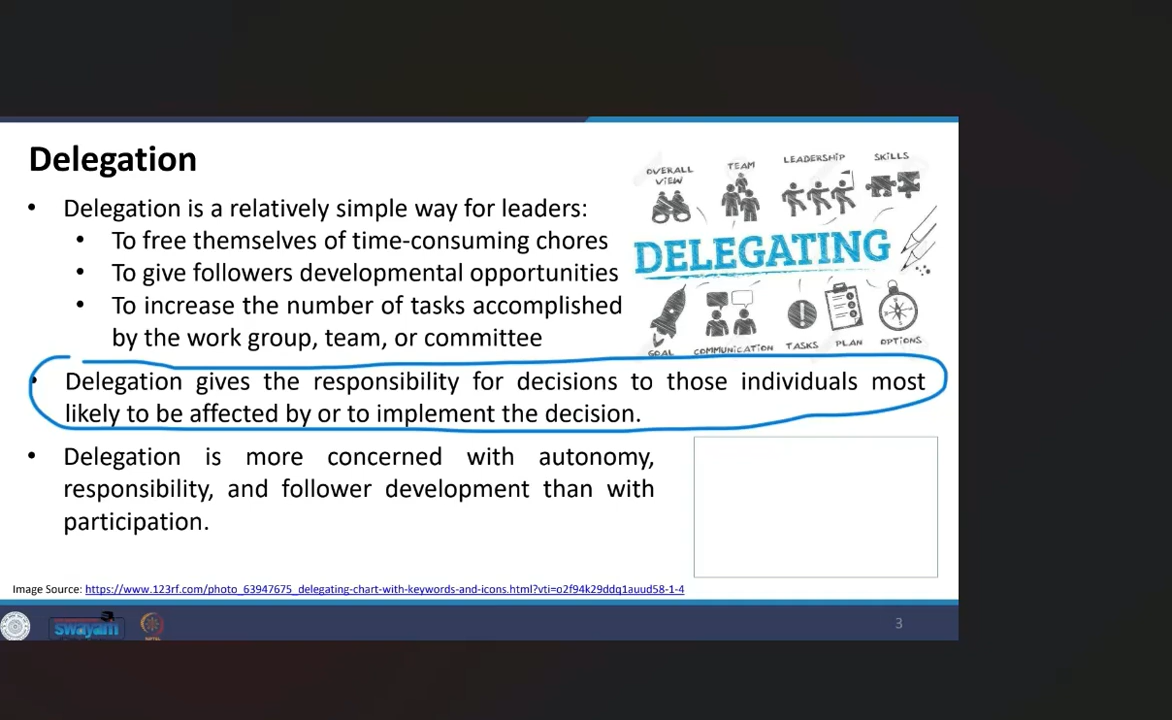 Delegation
• Delegation is a relatively simple way for leaders:
• To free themselves of time-consuming chores
• To give followers developmental opportunities
• To increase the number of tasks accomplished
by the work group, team, or committee
OVERALL
VIEW
TEAM
LEADERSHIP
SKILLS
DELEGATING
GOAL
COMMUNICATION
TASKS
PLAN
OPTIONS
• Delegation gives the responsibility for decisions to those individuals most
likely to be affected by or to implement the decision.
• Delegation is more concerned with autonomy,
responsibility, and follower development than with
participation.
Image Source: https://www.123rf.com/photo_63947675_delegating-chart-with-keywords-and-icons.html?vti=o2f94k29ddq1auud58-1-4
swayam
3